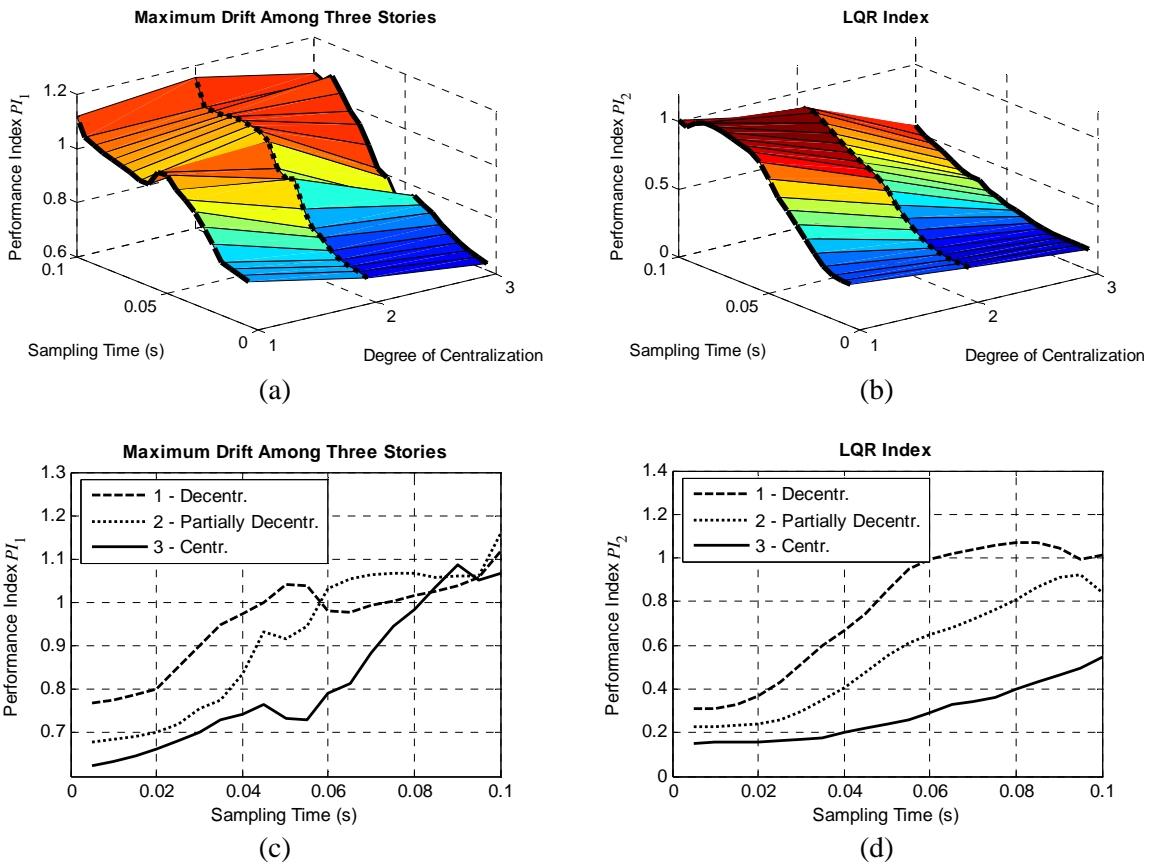 Maximum Drift Among Three Stories
Performance Index PI1
1.2
1
0.8
0.6
0.1
0.05
0
1
2
3
Sampling Time (s)
Degree of Centralization
(a)
LQR Index
Performance Index PI2
1
0.5
0
0.1
0.05
0
1
2
3
Sampling Time (s)
Degree of Centralization
(b)
Maximum Drift Among Three Stories
Performance Index PI1
1.3
1.2
1.1
1
0.9
0.8
0.7
1 - Decentr.
2 - Partially Decentr.
3 - Centr.
0 0.02 0.04 0.06 0.08 0.1
Sampling Time (s)
(c)
LQR Index
Performance Index PI2
1.4
1.2
1
0.8
0.6
0.4
0.2
0
1 - Decentr.
2 - Partially Decentr.
3 - Centr.
0 0.02 0.04 0.06 0.08 0.1
Sampling Time (s)
(d)